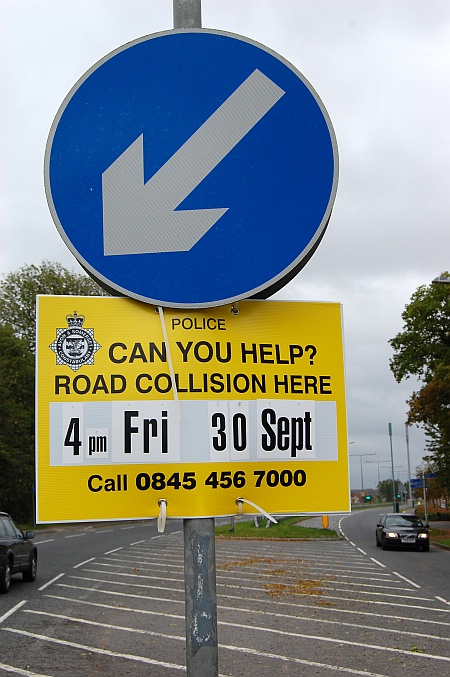 POLICE
CAN YOU HELP?
ROAD COLLISION HERE
4 pm Fri 30 Sept
Call 0845 456 7000